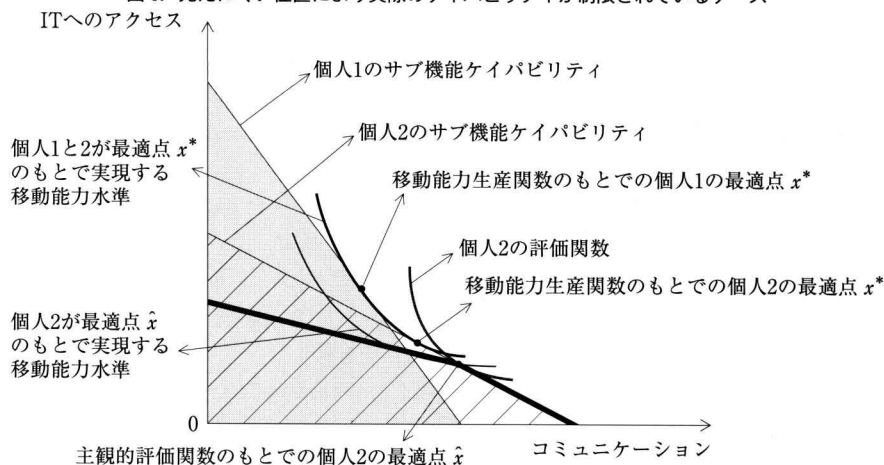 ITへのアクセス
個人1のサブ機能ケイパビリティ
個人2のサブ機能ケイパビリティ
個人1と2が最適点 x*
のもとで実現する
移動能力水準
移動能力生産関数のもとでの個人1の最適点 x*
個人2の評価関数
移動能力生産関数のもとでの個人2の最適点 x*
個人2が最適点 x̂
のもとで実現する
移動能力水準
0
コミュニケーション
主観的評価関数のもとでの個人2の最適点 x̂